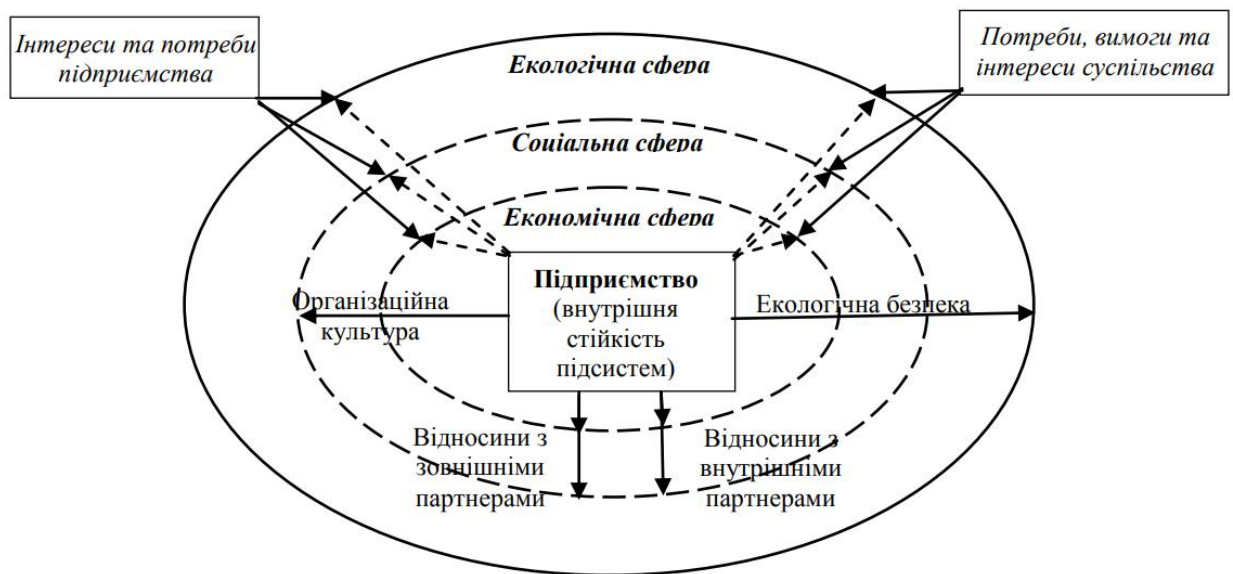 Інтереси та потреби
підприємства
Потреби, вимоги та
інтереси суспільства
Екологічна сфера
Соціальна сфера
Економічна сфера
Підприємство
(внутрішня
стійкість
підсистем)
Організаційна
культура
Екологічна безпека
Відносини з
зовнішніми
партнерами
Відносини з
внутрішніми
партнерами